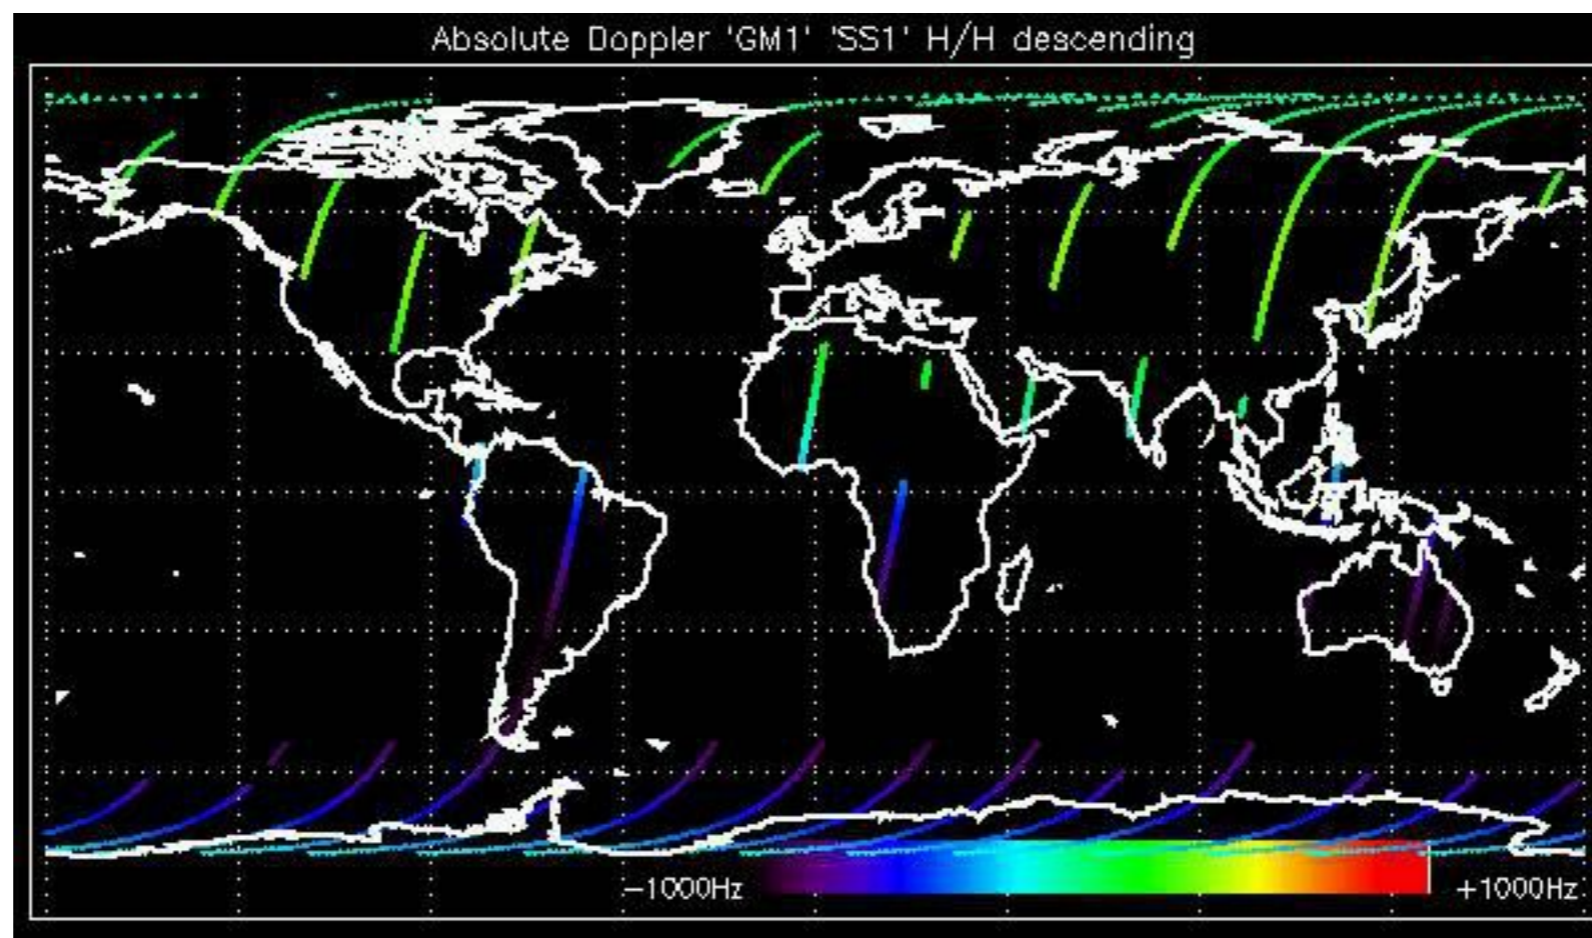 Absolute Doppler 'GM1' 'SS1' H/H descending
−1000Hz
+1000Hz